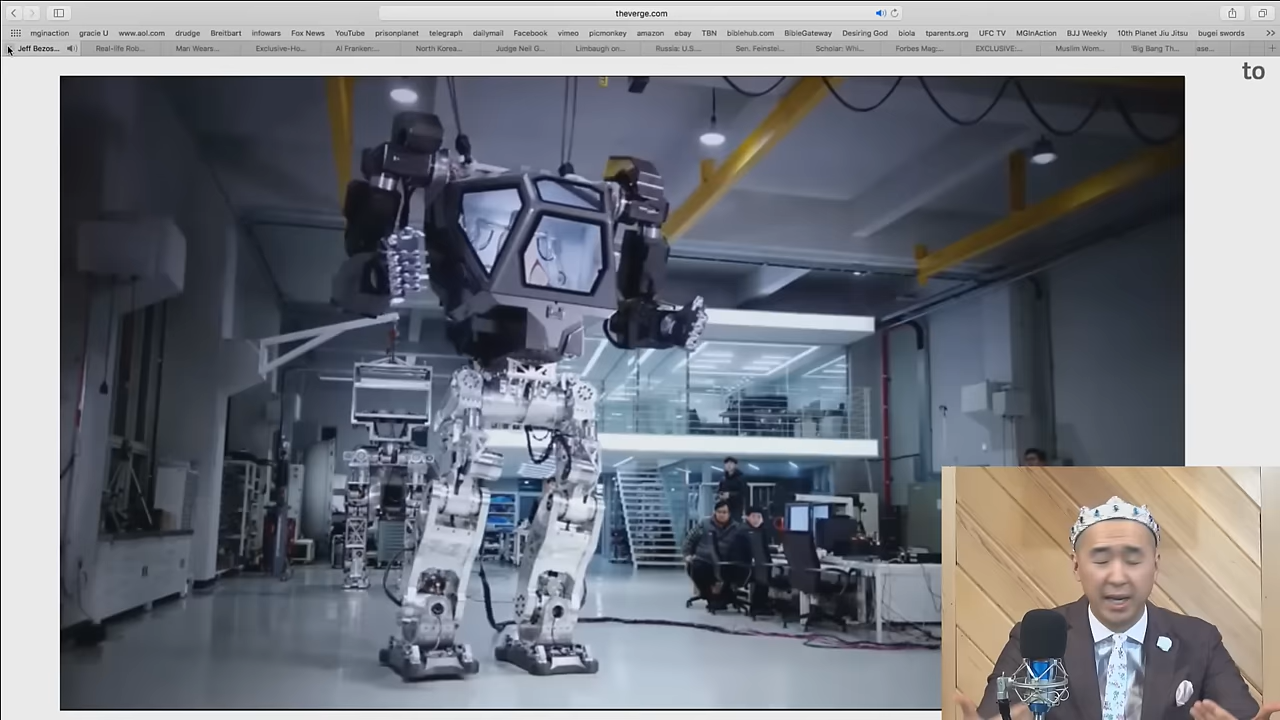 theverge.com
mginaction gracie U www.aol.com drudge Breitbart infowars Fox News YouTube prisonplanet telegraph dailymail Facebook vimeo picmonkey amazon ebay TBN biblehub.com BibleGateway Desiring God biola tparents.org UFC TV MGInAction BJJ Weekly 10th Planet Jiu Jitsu bugei swords
Jeff Bezos... Real-life Rob... Man Wears... Exclusive-Ho... Al Franken:... North Korea... Judge Neil G... Limbaugh on... Russia: U.S.... Sen. Feinstei... Scholar: Whi... Forbes Mag:... EXCLUSIVE:... Muslim Wom... 'Big Bang Th... ase...
to